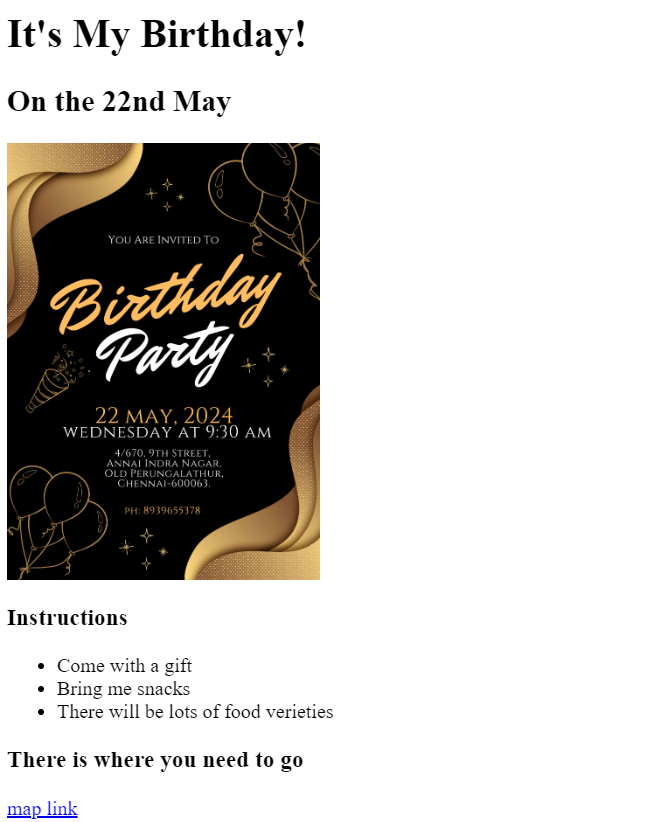 It's My Birthday!
On the 22nd May
You Are Invited To
Birthday
Party
22 may, 2024
Wednesday at 9:30 am
4/670, 9th Street,
Annai Indra Nagar,
Old Perungalathur,
Chennai-600063.
ph: 8939655378
Instructions
Come with a gift
Bring me snacks
There will be lots of food verieties
There is where you need to go
map link